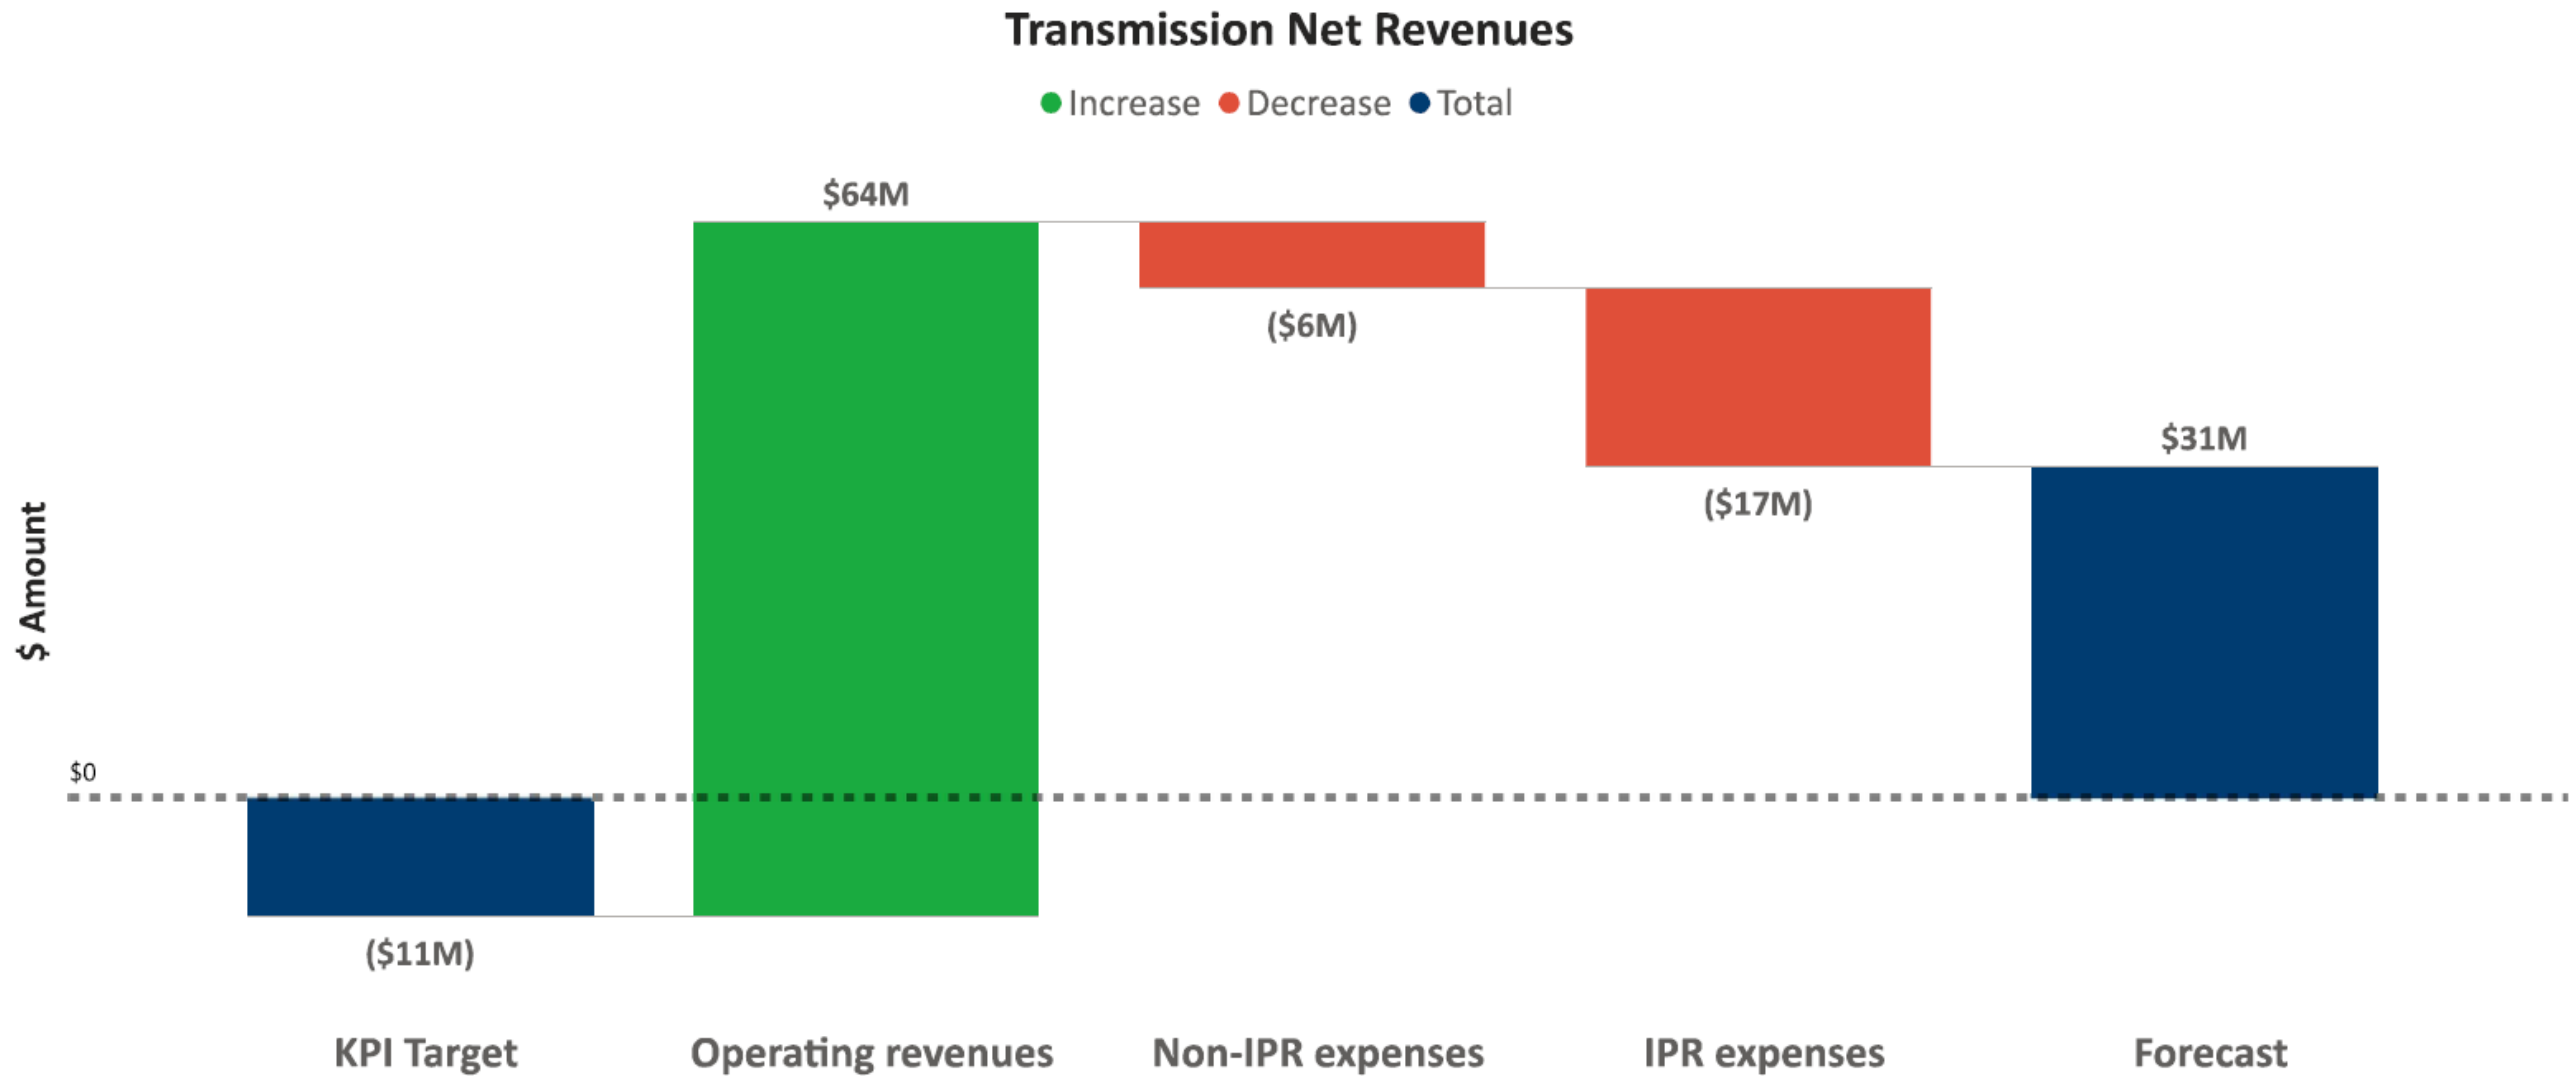 Transmission Net Revenues
Increase Decrease Total
$64M
($6M)
($17M)
$31M
$ Amount
$0
($11M)
KPI Target Operating revenues Non-IPR expenses IPR expenses Forecast